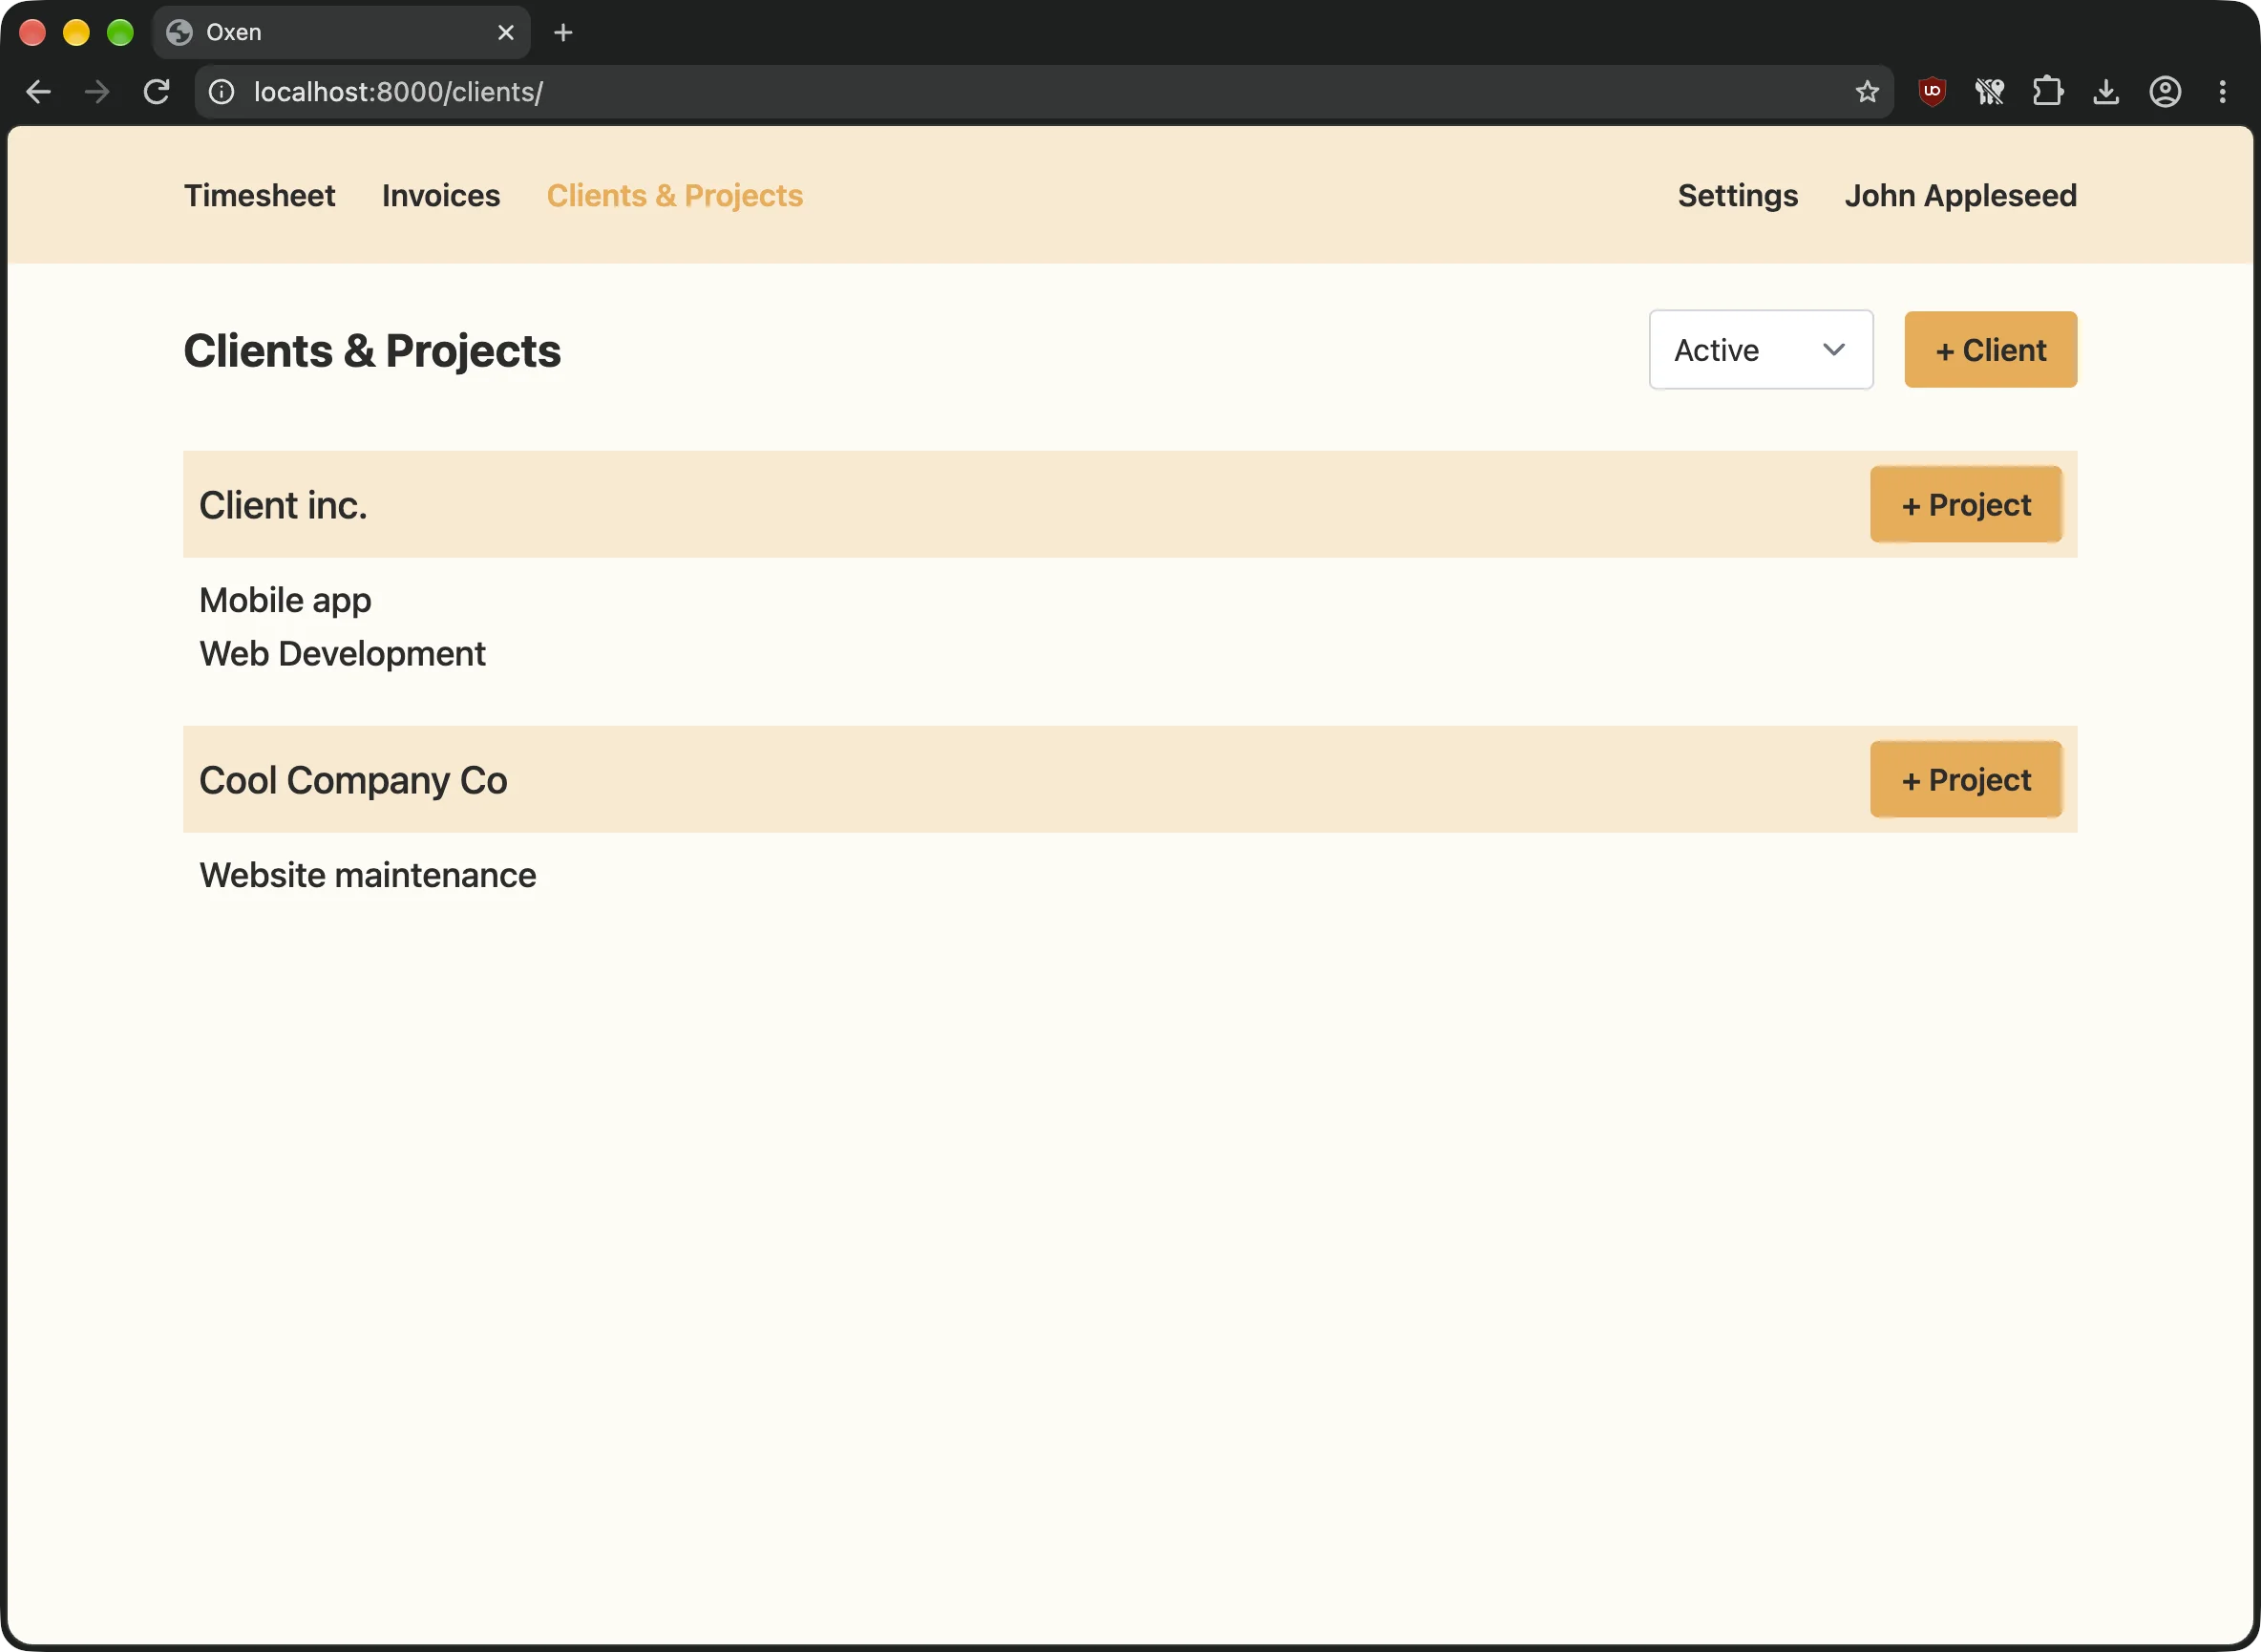 Oxen
localhost:8000/clients/
Timesheet Invoices Clients & Projects Settings John Appleseed
Clients & Projects Active + Client
Client inc. + Project
Mobile app
Web Development
Cool Company Co + Project
Website maintenance